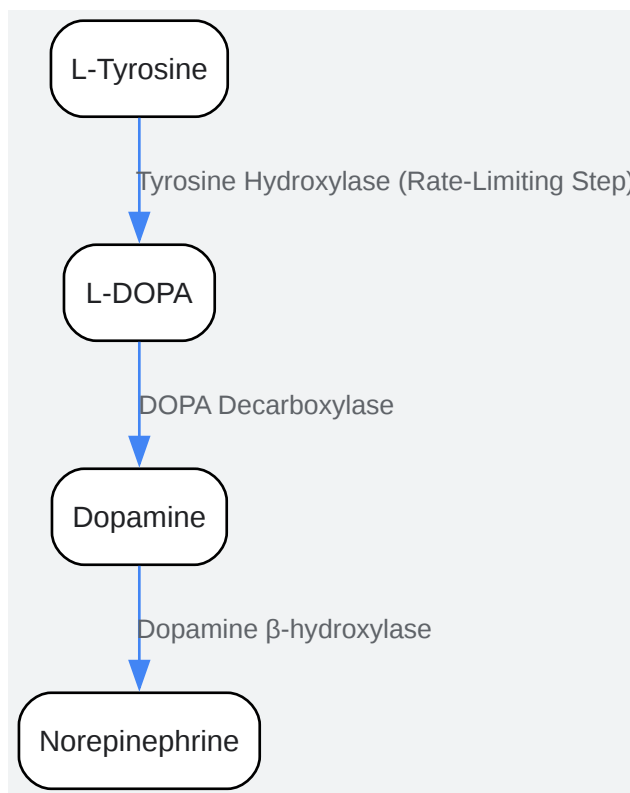 L-Tyrosine
Tyrosine Hydroxylase (Rate-Limiting Step)
L-DOPA
DOPA Decarboxylase
Dopamine
Dopamine β-hydroxylase
Norepinephrine